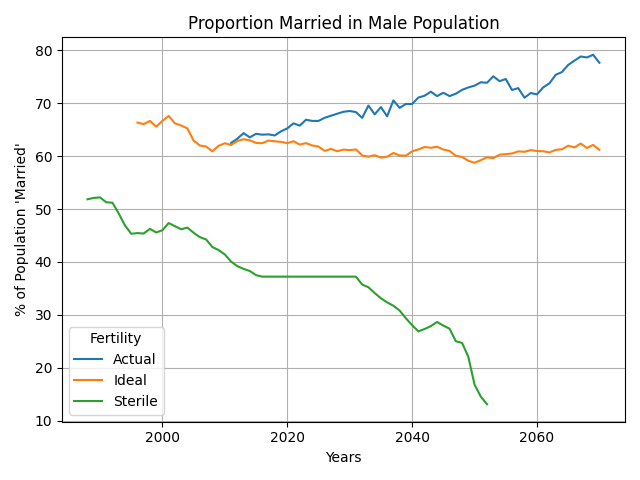 Proportion Married in Male Population
80
70
60
50
40
30
20
10
% of Population 'Married'
Fertility
Actual
Ideal
Sterile
2000
2020
2040
2060
Years